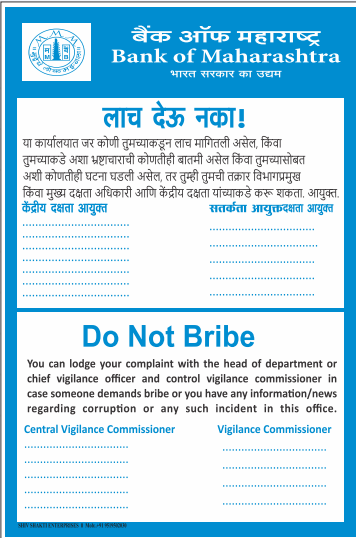 बैंक ऑफ महाराष्ट्र
Bank of Maharashtra
भारत सरकार का उद्यम
लाच देऊ नका!
या कार्यालयात जर कोणी तुमच्याकडून लाच मागितली असेल, किंवा
तुमच्याकडे अशा भ्रष्टाचाराची कोणतीही बातमी असेल किंवा तुमच्यासोबत
अशी कोणतीही घटना घडली असेल, तर तुम्ही तुमची तक्रार विभागप्रमुख
किंवा मुख्य दक्षता अधिकारी आणि केंद्रीय दक्षता यांच्याकडे करू शकता. आयुक्त.
केंद्रीय दक्षता आयुक्त सतर्कता आयुक्तदक्षता आयुक्त
Do Not Bribe
You can lodge your complaint with the head of department or
chief vigilance officer and control vigilance commissioner in
case someone demands bribe or you have any information/news
regarding corruption or any such incident in this office.
Central Vigilance Commissioner Vigilance Commissioner